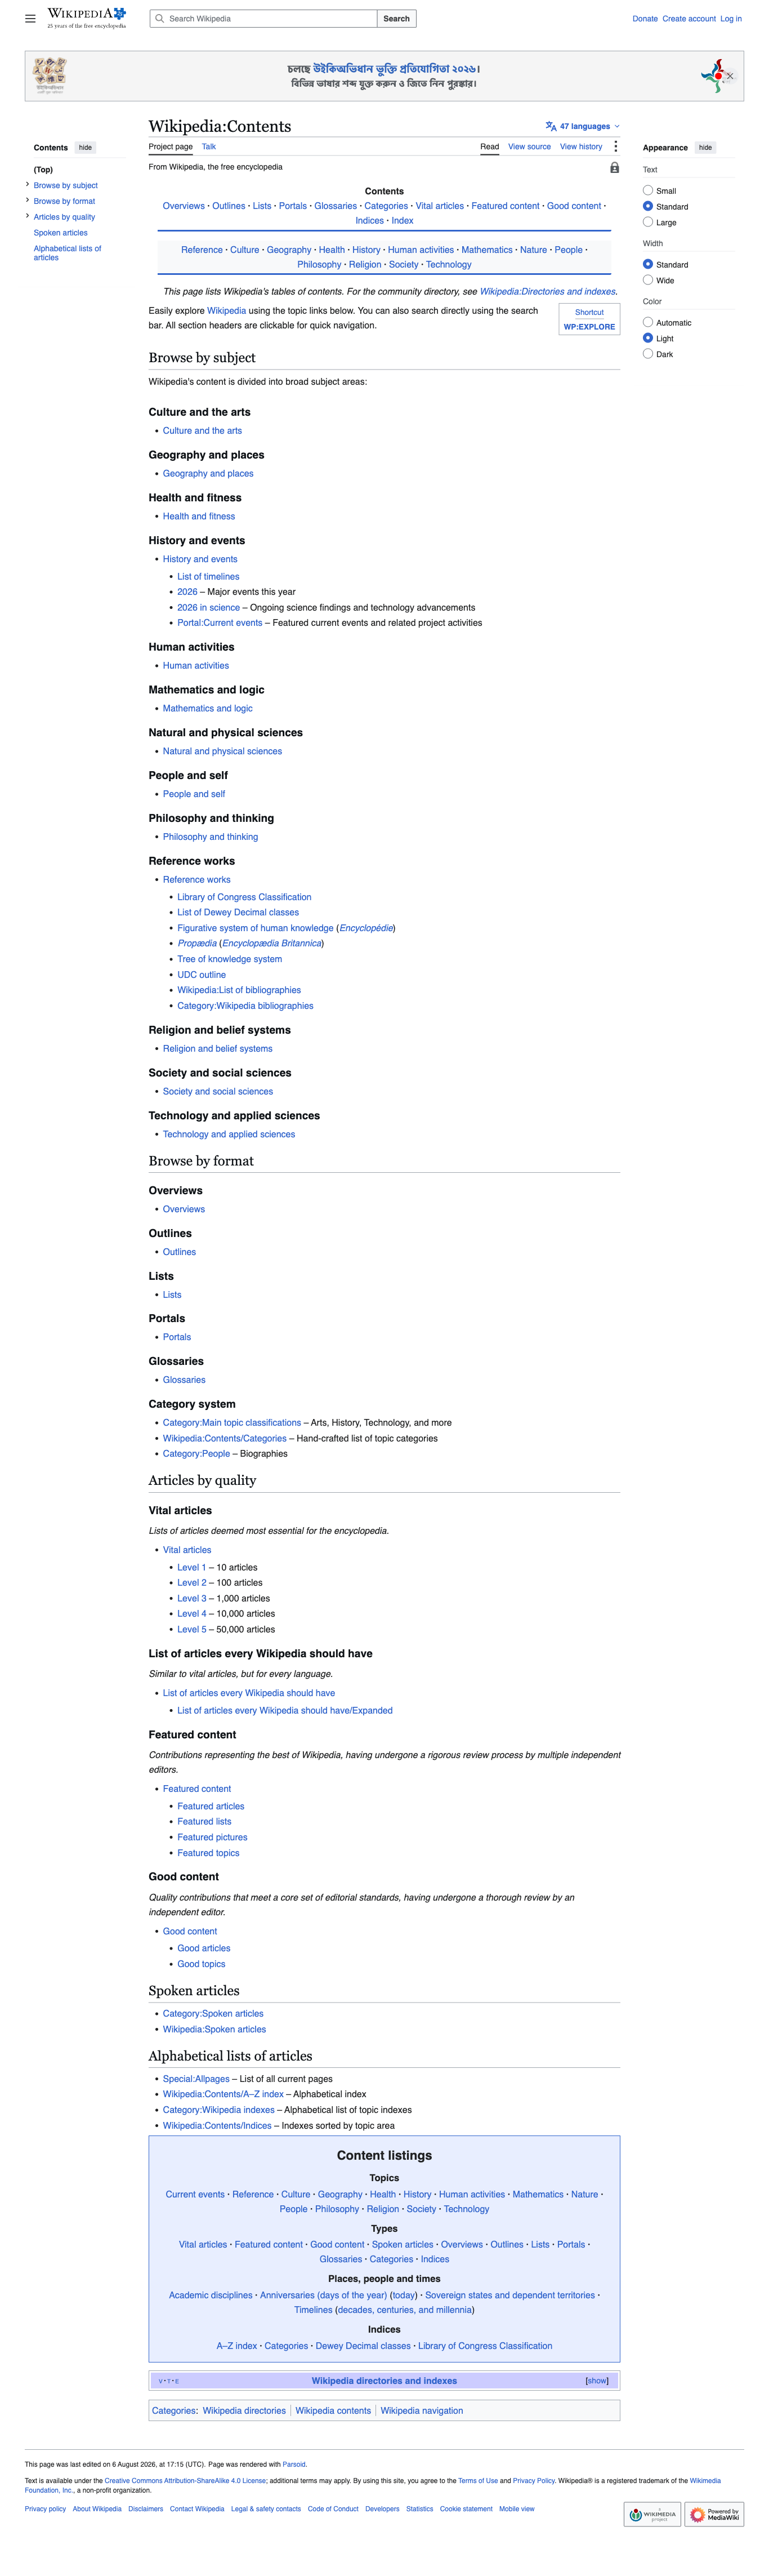 WIKIPEDIA
25 years of the free encyclopedia
Search Wikipedia
Search
Donate Create account Log in
চলছে উইকিঅভিধান ভুক্তি প্রতিযোগিতা ২০২৬।
বিভিন্ন ভাষার শব্দ যুক্ত করুন ও জিতে নিন পুরষ্কার।
Contents hide
(Top)
Browse by subject
Browse by format
Articles by quality
Spoken articles
Alphabetical lists of
articles
Wikipedia:Contents
47 languages
Project page Talk
Read View source View history
From Wikipedia, the free encyclopedia
Contents
Overviews · Outlines · Lists · Portals · Glossaries · Categories · Vital articles · Featured content · Good content ·
Indices · Index
Reference · Culture · Geography · Health · History · Human activities · Mathematics · Nature · People ·
Philosophy · Religion · Society · Technology
This page lists Wikipedia's tables of contents. For the community directory, see Wikipedia:Directories and indexes.
Easily explore Wikipedia using the topic links below. You can also search directly using the search
bar. All section headers are clickable for quick navigation.
Shortcut
WP:EXPLORE
Browse by subject
Wikipedia's content is divided into broad subject areas:
Culture and the arts
• Culture and the arts
Geography and places
• Geography and places
Health and fitness
• Health and fitness
History and events
• History and events
• List of timelines
• 2026 – Major events this year
• 2026 in science – Ongoing science findings and technology advancements
• Portal:Current events – Featured current events and related project activities
Human activities
• Human activities
Mathematics and logic
• Mathematics and logic
Natural and physical sciences
• Natural and physical sciences
People and self
• People and self
Philosophy and thinking
• Philosophy and thinking
Reference works
• Reference works
• Library of Congress Classification
• List of Dewey Decimal classes
• Figurative system of human knowledge (Encyclopédie)
• Propædia (Encyclopædia Britannica)
• Tree of knowledge system
• UDC outline
• Wikipedia:List of bibliographies
• Category:Wikipedia bibliographies
Religion and belief systems
• Religion and belief systems
Society and social sciences
• Society and social sciences
Technology and applied sciences
• Technology and applied sciences
Browse by format
Overviews
• Overviews
Outlines
• Outlines
Lists
• Lists
Portals
• Portals
Glossaries
• Glossaries
Category system
• Category:Main topic classifications – Arts, History, Technology, and more
• Wikipedia:Contents/Categories – Hand-crafted list of topic categories
• Category:People – Biographies
Articles by quality
Vital articles
Lists of articles deemed most essential for the encyclopedia.
• Vital articles
• Level 1 – 10 articles
• Level 2 – 100 articles
• Level 3 – 1,000 articles
• Level 4 – 10,000 articles
• Level 5 – 50,000 articles
List of articles every Wikipedia should have
Similar to vital articles, but for every language.
• List of articles every Wikipedia should have
• List of articles every Wikipedia should have/Expanded
Featured content
Contributions representing the best of Wikipedia, having undergone a rigorous review process by multiple independent
editors.
• Featured content
• Featured articles
• Featured lists
• Featured pictures
• Featured topics
Good content
Quality contributions that meet a core set of editorial standards, having undergone a thorough review by an
independent editor.
• Good content
• Good articles
• Good topics
Spoken articles
• Category:Spoken articles
• Wikipedia:Spoken articles
Alphabetical lists of articles
• Special:Allpages – List of all current pages
• Wikipedia:Contents/A–Z index – Alphabetical index
• Category:Wikipedia indexes – Alphabetical list of topic indexes
• Wikipedia:Contents/Indices – Indexes sorted by topic area
Content listings
Topics
Current events · Reference · Culture · Geography · Health · History · Human activities · Mathematics · Nature ·
People · Philosophy · Religion · Society · Technology
Types
Vital articles · Featured content · Good content · Spoken articles · Overviews · Outlines · Lists · Portals ·
Glossaries · Categories · Indices
Places, people and times
Academic disciplines · Anniversaries (days of the year) (today) · Sovereign states and dependent territories ·
Timelines (decades, centuries, and millennia)
Indices
A–Z index · Categories · Dewey Decimal classes · Library of Congress Classification
V · T · E Wikipedia directories and indexes [show]
Categories: Wikipedia directories | Wikipedia contents | Wikipedia navigation
Appearance hide
Text
Small
Standard
Large
Width
Standard
Wide
Color
Automatic
Light
Dark
This page was last edited on 6 August 2026, at 17:15 (UTC). Page was rendered with Parsoid.
Text is available under the Creative Commons Attribution-ShareAlike 4.0 License; additional terms may apply. By using this site, you agree to the Terms of Use and Privacy Policy. Wikipedia® is a registered trademark of the Wikimedia
Foundation, Inc., a non-profit organization.
Privacy policy About Wikipedia Disclaimers Contact Wikipedia Legal & safety contacts Code of Conduct Developers Statistics Cookie statement Mobile view
A
WIKIMEDIA
project
Powered by
MediaWiki